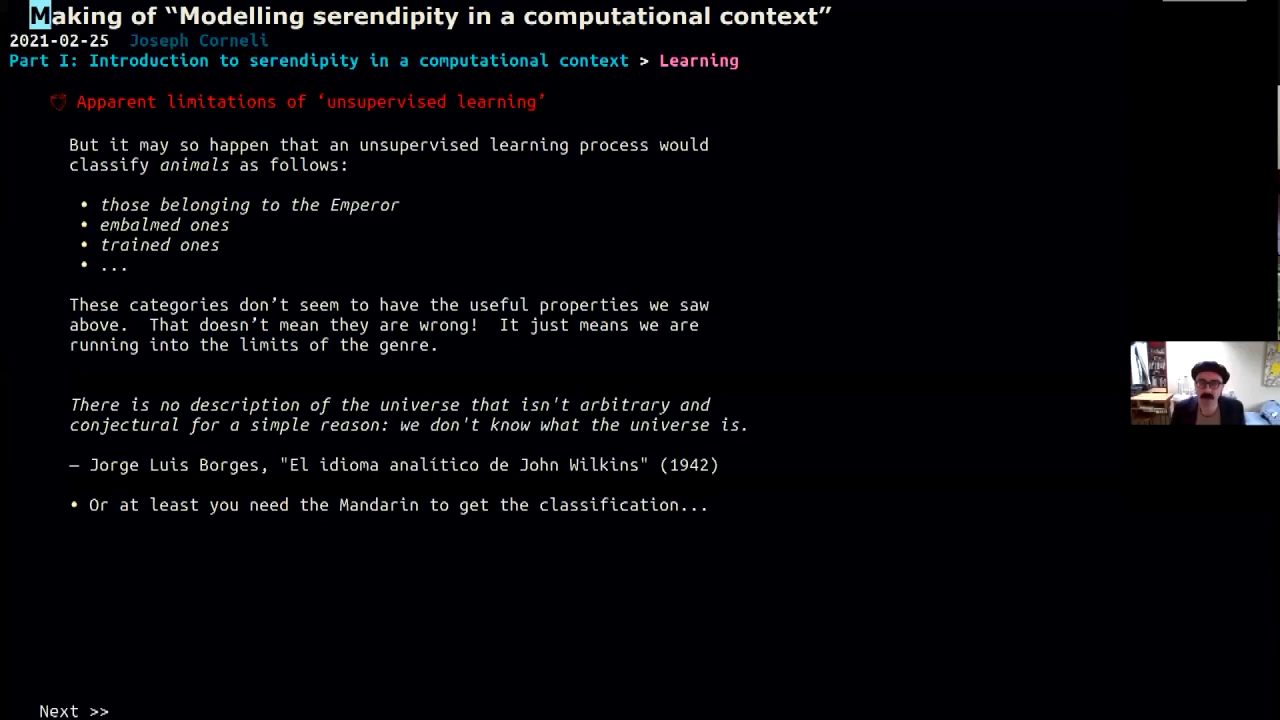 Making of “Modelling serendipity in a computational context”
2021-02-25 Joseph Corneli
Part I: Introduction to serendipity in a computational context > Learning
Apparent limitations of ‘unsupervised learning’
But it may so happen that an unsupervised learning process would
classify animals as follows:
• those belonging to the Emperor
• embalmed ones
• trained ones
• ...
These categories don’t seem to have the useful properties we saw
above. That doesn’t mean they are wrong! It just means we are
running into the limits of the genre.
There is no description of the universe that isn't arbitrary and
conjectural for a simple reason: we don't know what the universe is.
— Jorge Luis Borges, "El idioma analítico de John Wilkins" (1942)
• Or at least you need the Mandarin to get the classification...
Next >>